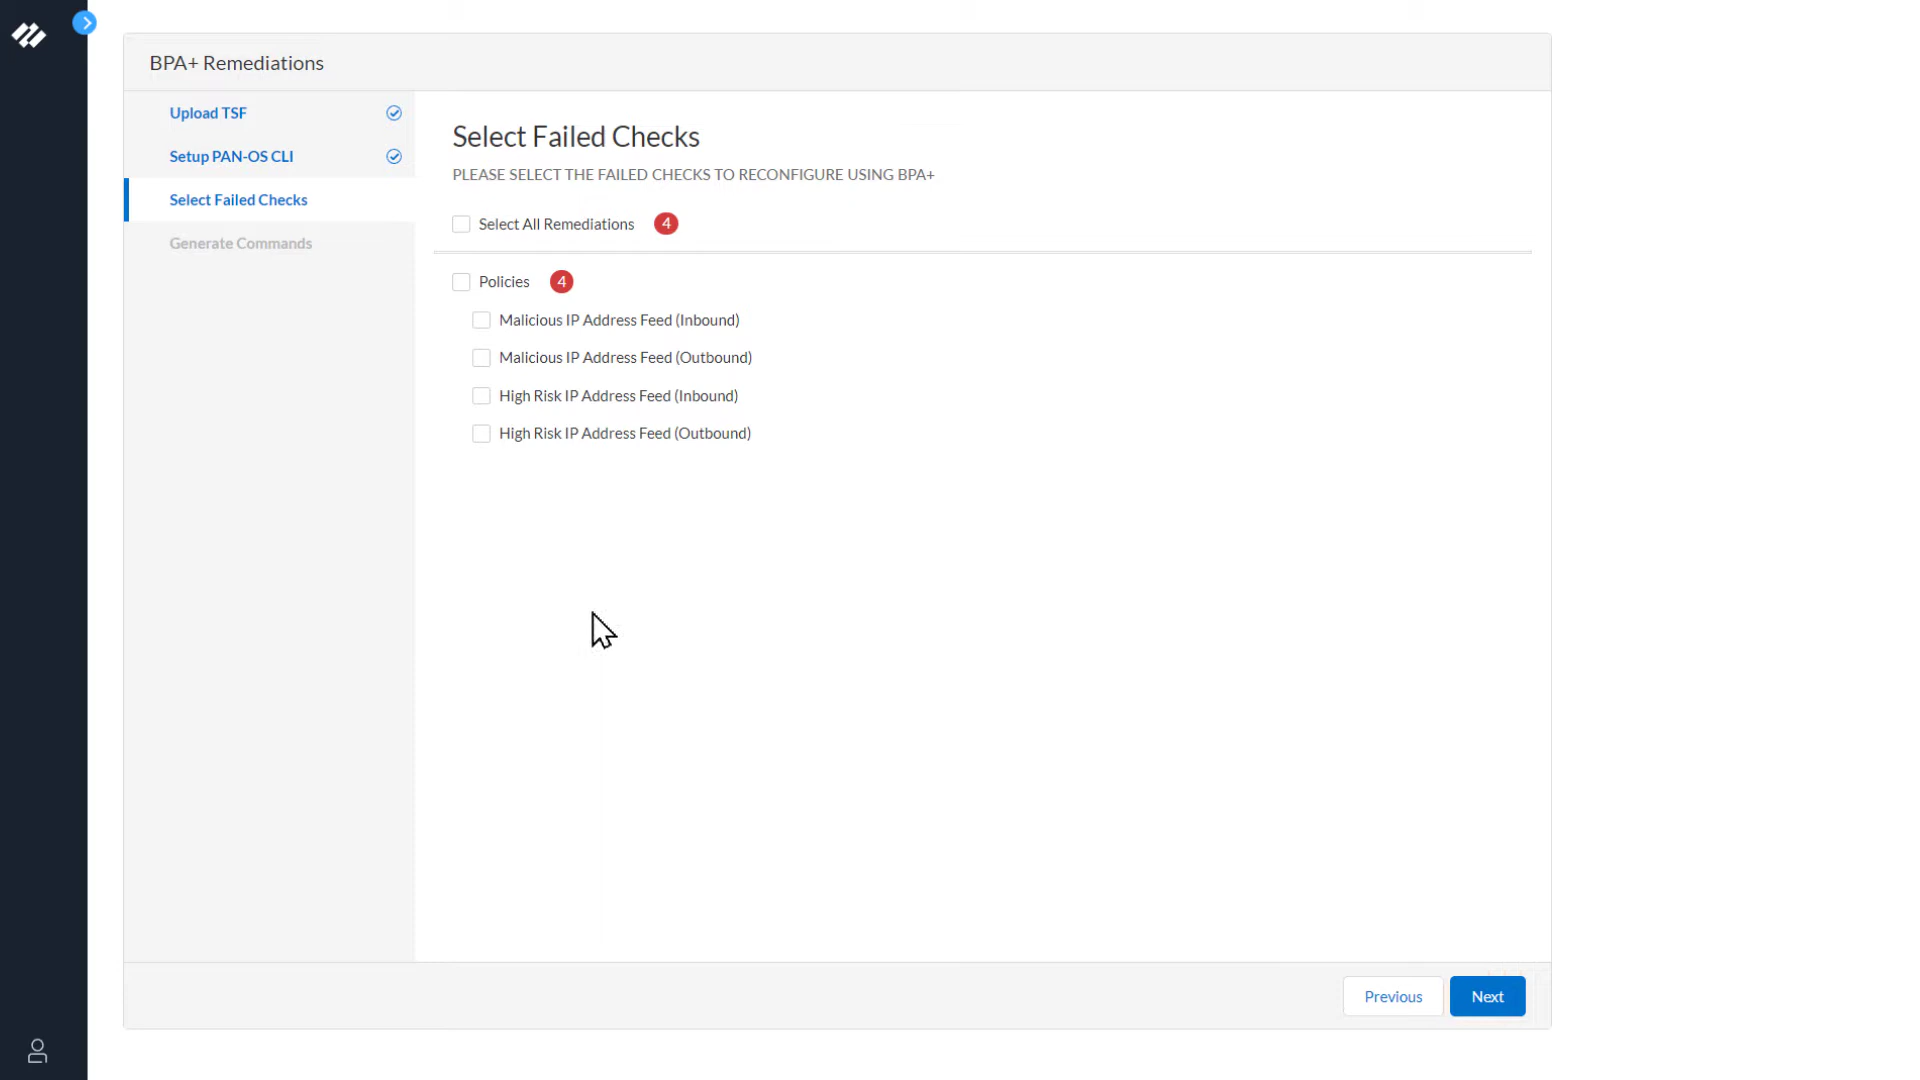 BPA+ Remediations
Upload TSF
Setup PAN-OS CLI
Select Failed Checks
Generate Commands
Select Failed Checks
PLEASE SELECT THE FAILED CHECKS TO RECONFIGURE USING BPA+
Select All Remediations 4
Policies 4
Malicious IP Address Feed (Inbound)
Malicious IP Address Feed (Outbound)
High Risk IP Address Feed (Inbound)
High Risk IP Address Feed (Outbound)
Previous Next